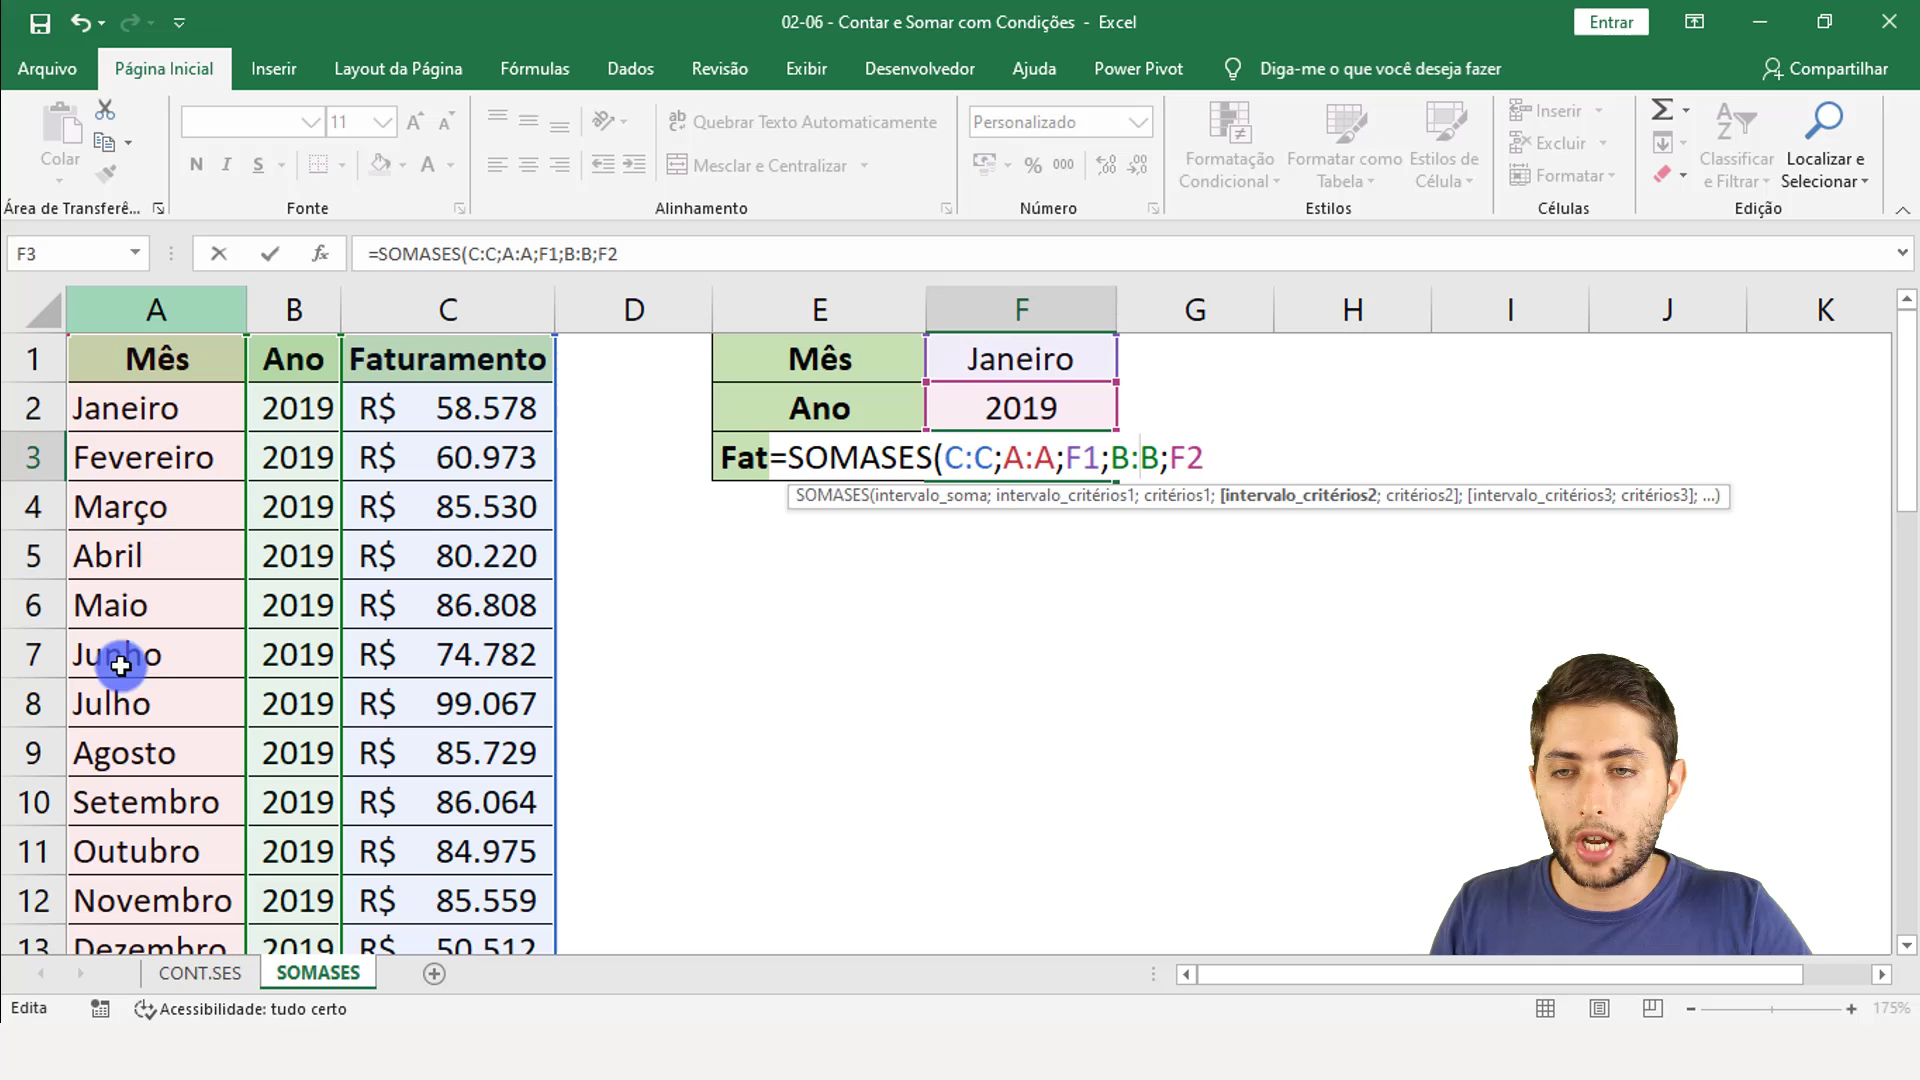 02-06 - Contar e Somar com Condições - Excel
Entrar
Arquivo Página Inicial Inserir Layout da Página Fórmulas Dados Revisão Exibir Desenvolvedor Ajuda Power Pivot Diga-me o que você deseja fazer Compartilhar
Colar
Área de Transferê...
11
N I S
Fonte
Quebrar Texto Automaticamente
Mesclar e Centralizar
Alinhamento
Personalizado
% 000
Número
Formatação Condicional
Formatar como Tabela
Estilos de Célula
Estilos
Inserir
Excluir
Formatar
Células
Classificar e Filtrar
Localizar e Selecionar
Edição
F3 fx =SOMASES(C:C;A:A;F1;B:B;F2
A B C D E F G H I J K
1 Mês Ano Faturamento Mês Janeiro
2 Janeiro 2019 R$ 58.578 Ano 2019
3 Fevereiro 2019 R$ 60.973 Fat=SOMASES(C:C;A:A;F1;B:B;F2
SOMASES(intervalo_soma; intervalo_critérios1; critérios1; [intervalo_critérios2; critérios2]; [intervalo_critérios3; critérios3]; ...)
4 Março 2019 R$ 85.530
5 Abril 2019 R$ 80.220
6 Maio 2019 R$ 86.808
7 Junho 2019 R$ 74.782
8 Julho 2019 R$ 99.067
9 Agosto 2019 R$ 85.729
10 Setembro 2019 R$ 86.064
11 Outubro 2019 R$ 84.975
12 Novembro 2019 R$ 85.559
13 Dezembro 2019 R$ 50.512
CONT.SES SOMASES
Edita Acessibilidade: tudo certo 175%